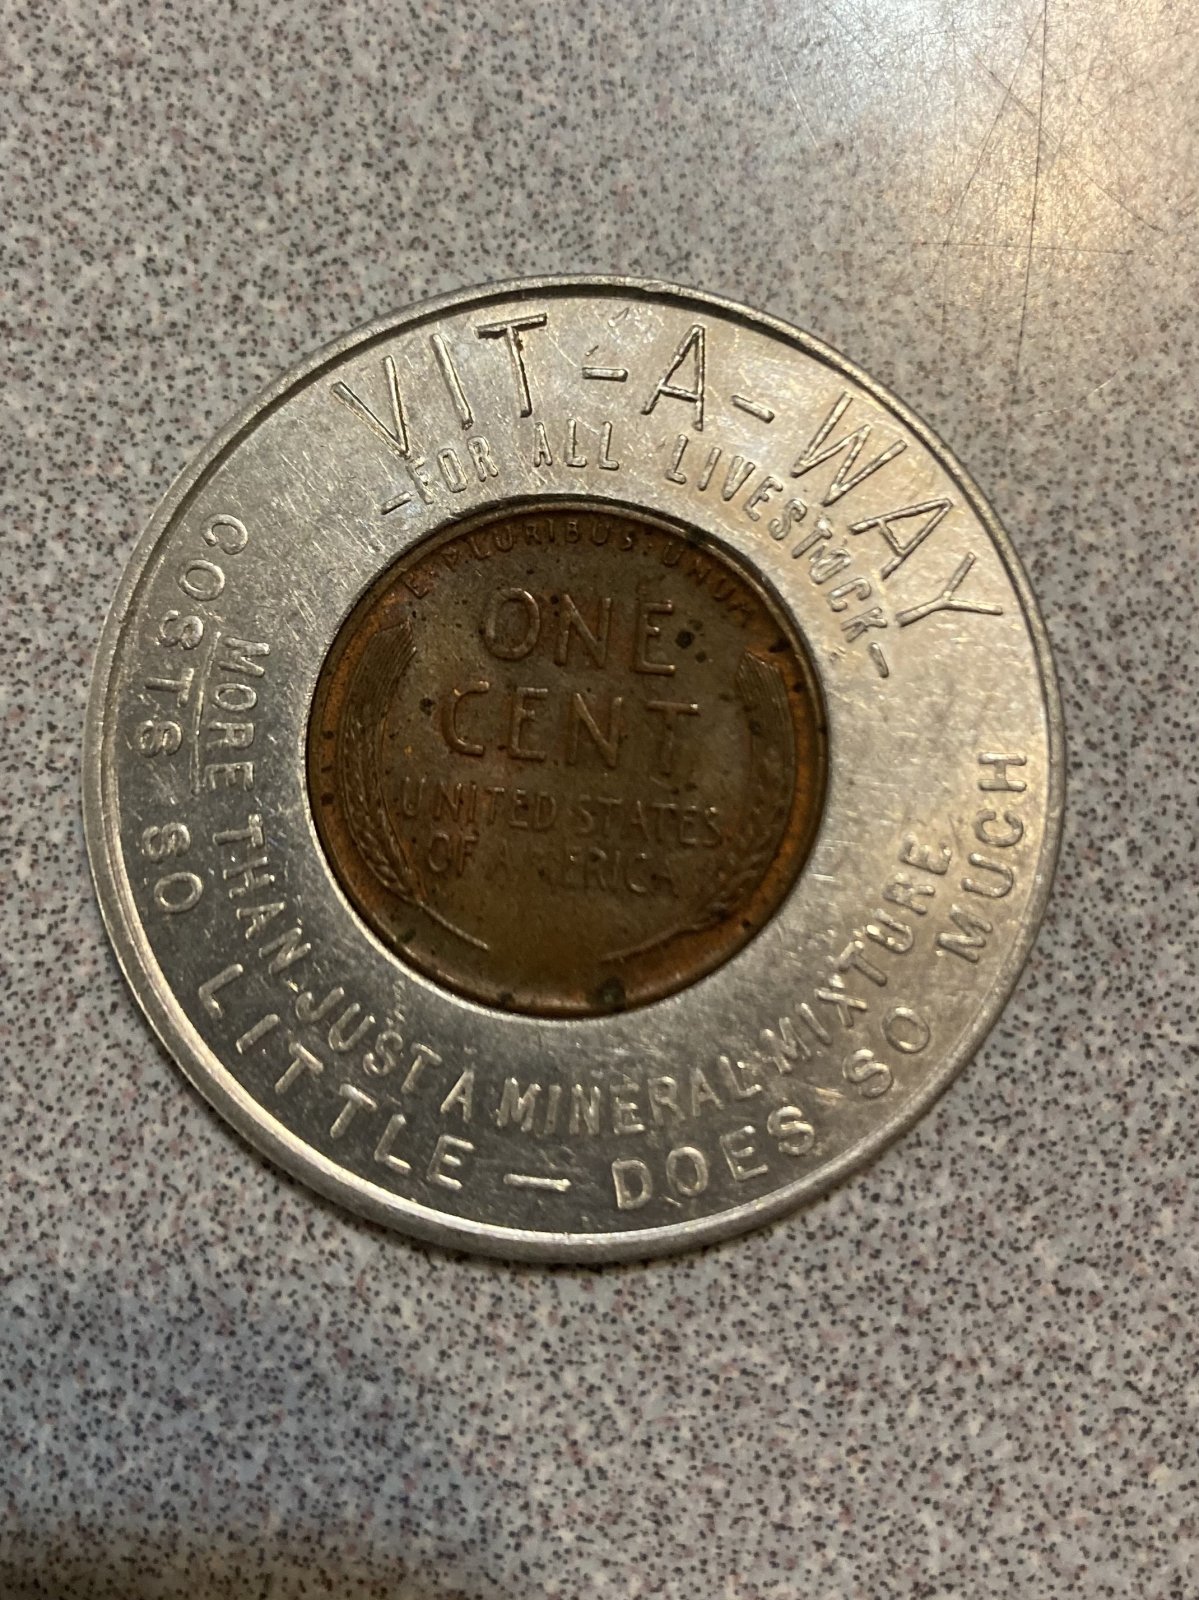 VIT-A-WAY
-FOR ALL LIVESTOCK-
MORE THAN-JUST A MINERAL-MIXTURE
COSTS SO LITTLE — DOES SO MUCH
E·PLURIBUS·UNUM
ONE
CENT
UNITED STATES
OF AMERICA